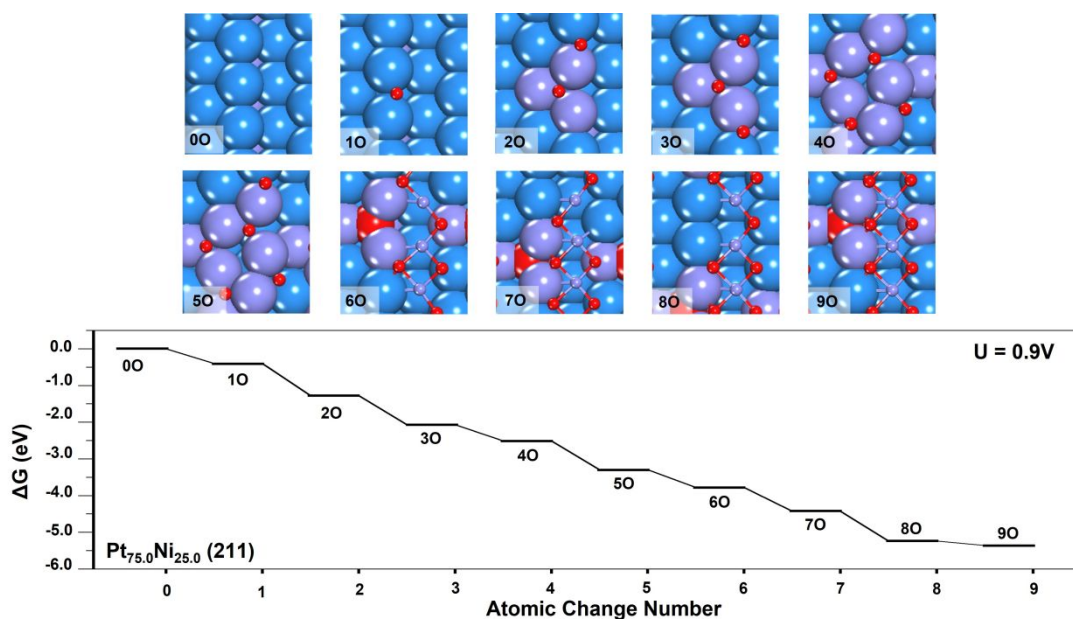 0O 1O 2O 3O 4O
5O 6O 7O 8O 9O
U = 0.9V
0.0
-1.0
-2.0
-3.0
-4.0
-5.0
-6.0
ΔG (eV)
0O
1O
2O
3O
4O
5O
6O
7O
8O
9O
Pt75.0Ni25.0 (211)
0 1 2 3 4 5 6 7 8 9
Atomic Change Number